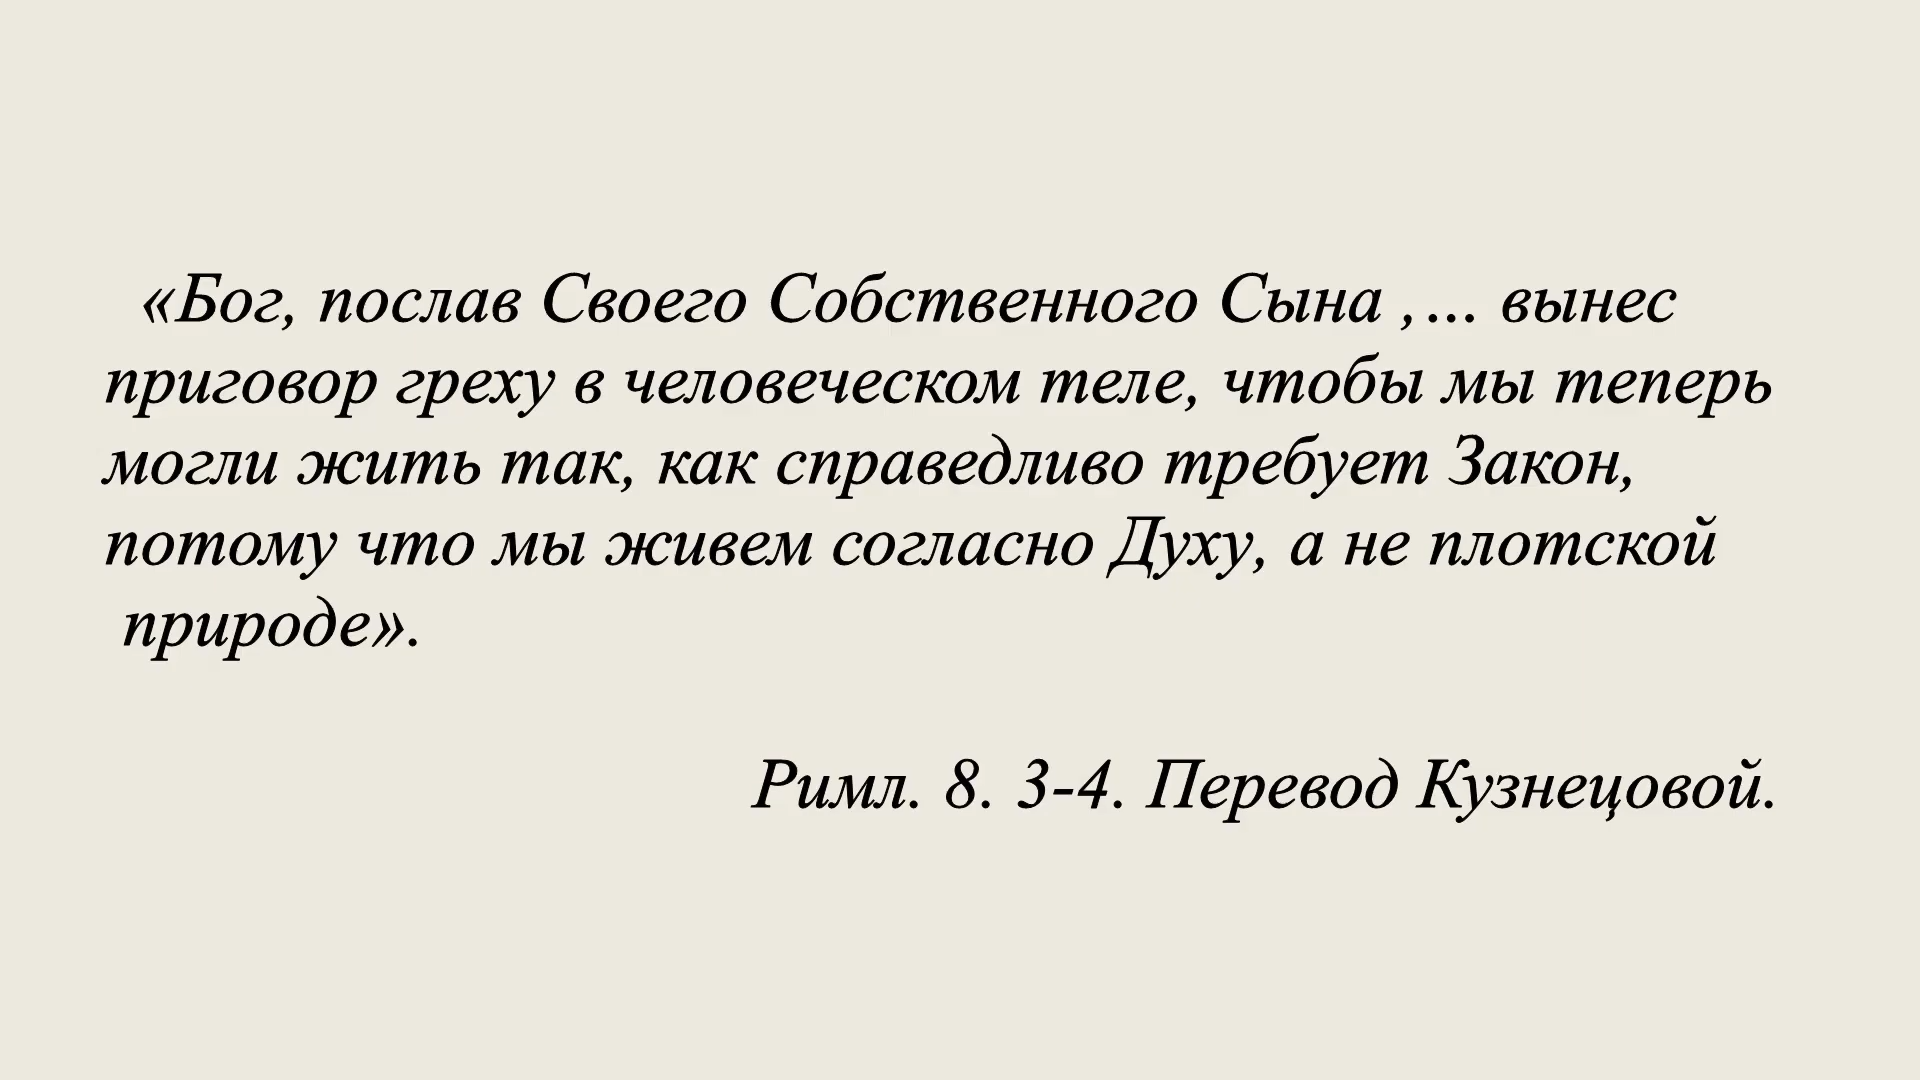 «Бог, послав Своего Собственного Сына ,... вынес
приговор греху в человеческом теле, чтобы мы теперь
могли жить так, как справедливо требует Закон,
потому что мы живем согласно Духу, а не плотской
природе».
Римл. 8. 3-4. Перевод Кузнецовой.